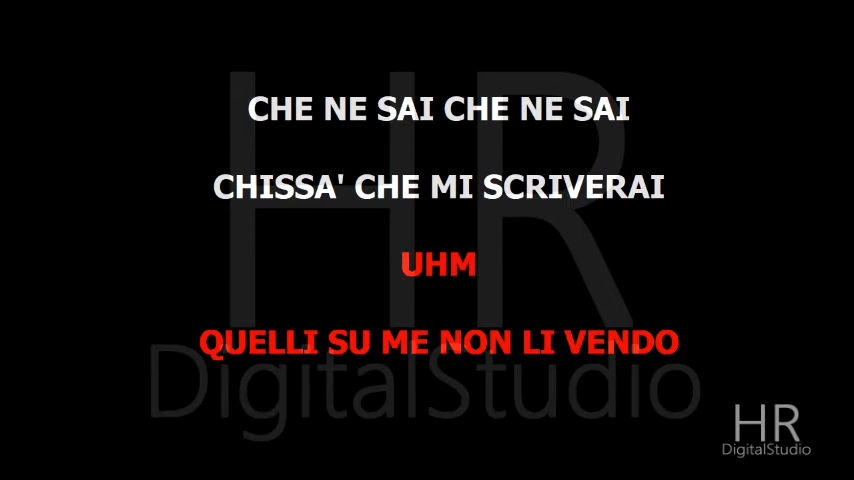 CHE NE SAI CHE NE SAI
CHISSA' CHE MI SCRIVERAI
UHM
QUELLI SU ME NON LI VENDO
HR
DigitalStudio
HR
DigitalStudio